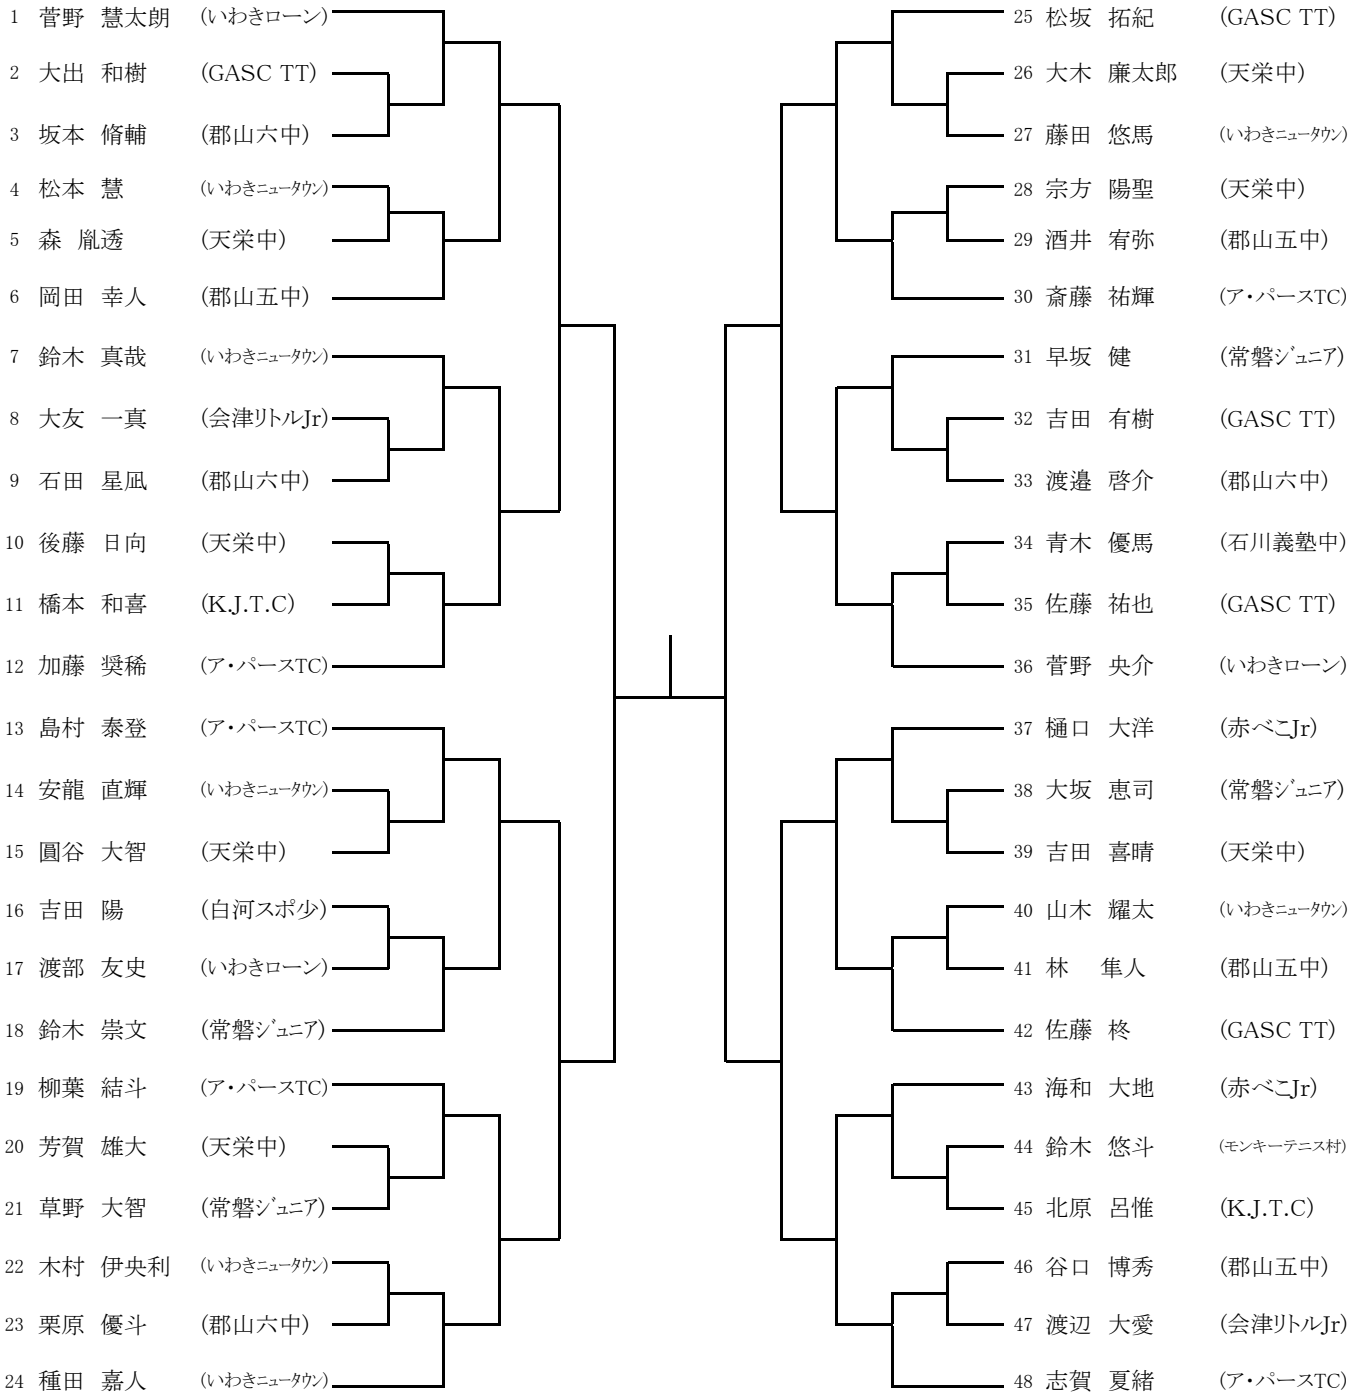 1 菅野 慧太朗 (いわきローン)
2 大出 和樹 (GASC TT)
3 坂本 脩輔 (郡山六中)
4 松本 慧 (いわきニュータウン)
5 森 胤透 (天栄中)
6 岡田 幸人 (郡山五中)
7 鈴木 真哉 (いわきニュータウン)
8 大友 一真 (会津リトルJr)
9 石田 星凪 (郡山六中)
10 後藤 日向 (天栄中)
11 橋本 和喜 (K.J.T.C)
12 加藤 奨稀 (ア・パースTC)
13 島村 泰登 (ア・パースTC)
14 安龍 直輝 (いわきニュータウン)
15 圓谷 大智 (天栄中)
16 吉田 陽 (白河スポ少)
17 渡部 友史 (いわきローン)
18 鈴木 崇文 (常磐ジュニア)
19 柳葉 結斗 (ア・パースTC)
20 芳賀 雄大 (天栄中)
21 草野 大智 (常磐ジュニア)
22 木村 伊央利 (いわきニュータウン)
23 栗原 優斗 (郡山六中)
24 種田 嘉人 (いわきニュータウン)
25 松坂 拓紀 (GASC TT)
26 大木 廉太郎 (天栄中)
27 藤田 悠馬 (いわきニュータウン)
28 宗方 陽聖 (天栄中)
29 酒井 宥弥 (郡山五中)
30 斎藤 祐輝 (ア・パースTC)
31 早坂 健 (常磐ジュニア)
32 吉田 有樹 (GASC TT)
33 渡邉 啓介 (郡山六中)
34 青木 優馬 (石川義塾中)
35 佐藤 祐也 (GASC TT)
36 菅野 央介 (いわきローン)
37 樋口 大洋 (赤べこJr)
38 大坂 恵司 (常磐ジュニア)
39 吉田 喜晴 (天栄中)
40 山木 耀太 (いわきニュータウン)
41 林 隼人 (郡山五中)
42 佐藤 柊 (GASC TT)
43 海和 大地 (赤べこJr)
44 鈴木 悠斗 (モンキーテニス村)
45 北原 呂惟 (K.J.T.C)
46 谷口 博秀 (郡山五中)
47 渡辺 大愛 (会津リトルJr)
48 志賀 夏緒 (ア・パースTC)